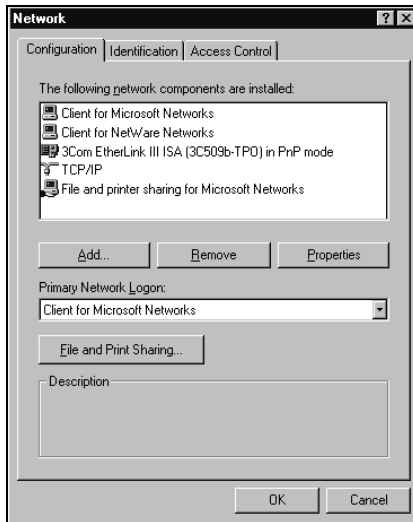 Network
Configuration Identification Access Control
The following network components are installed:
Client for Microsoft Networks
Client for NetWare Networks
3Com EtherLink III ISA (3C509b-TPO) in PnP mode
TCP/IP
File and printer sharing for Microsoft Networks
Add... Remove Properties
Primary Network Logon:
Client for Microsoft Networks
File and Print Sharing...
Description
OK Cancel